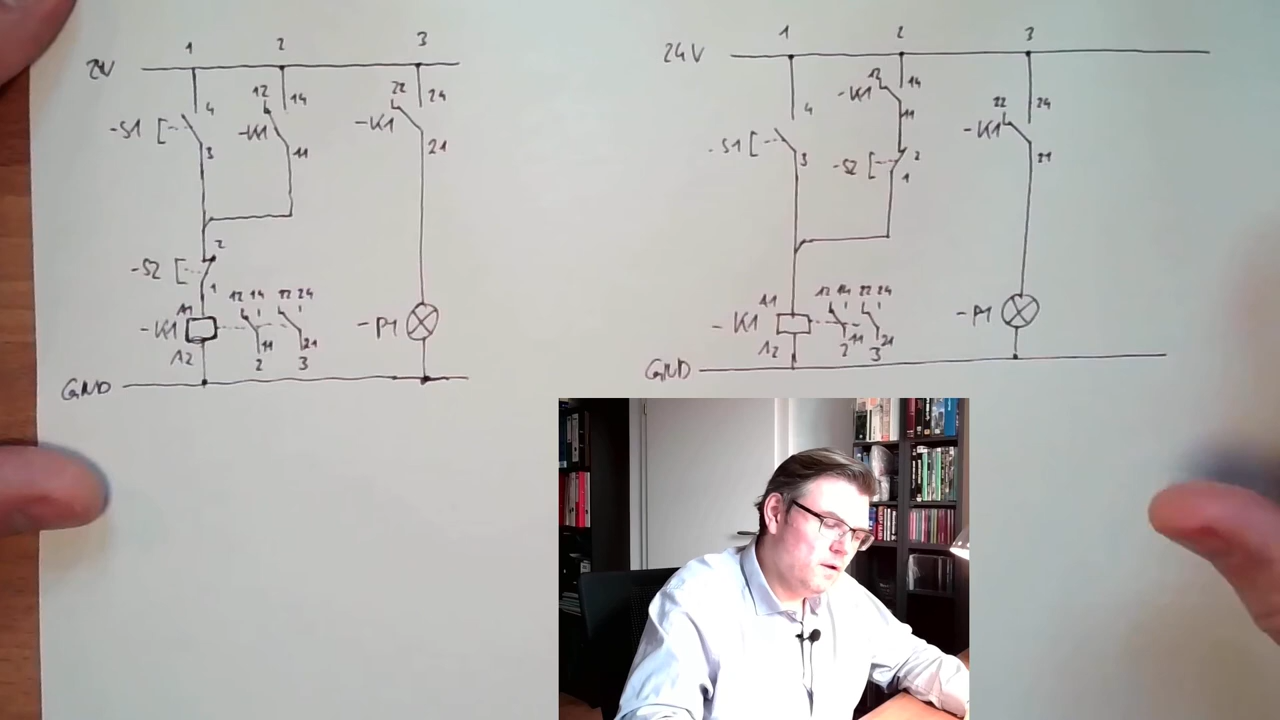 1 2 3
2V
12 14 22 24
4
-S1 -K1 -K1
3 11 21
2
-S2
1
A1 12 14 22 24
-K1 -P1
12 11 21
2 3
GND
1 2 3
24V
12 14
-K1
4 11 22 24
-K1
-S1 3 -S2 2 21
1
A1 12 14 22 24
-K1 11 21 -P1
12 2 3
GND